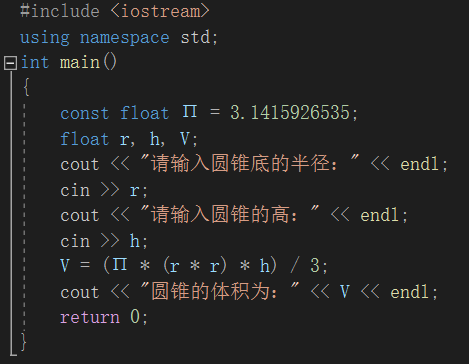 #include <iostream>
using namespace std;
int main()
{
const float Π = 3.1415926535;
float r, h, V;
cout << "请输入圆锥底的半径：" << endl;
cin >> r;
cout << "请输入圆锥的高：" << endl;
cin >> h;
V = (Π * (r * r) * h) / 3;
cout << "圆锥的体积为：" << V << endl;
return 0;
}